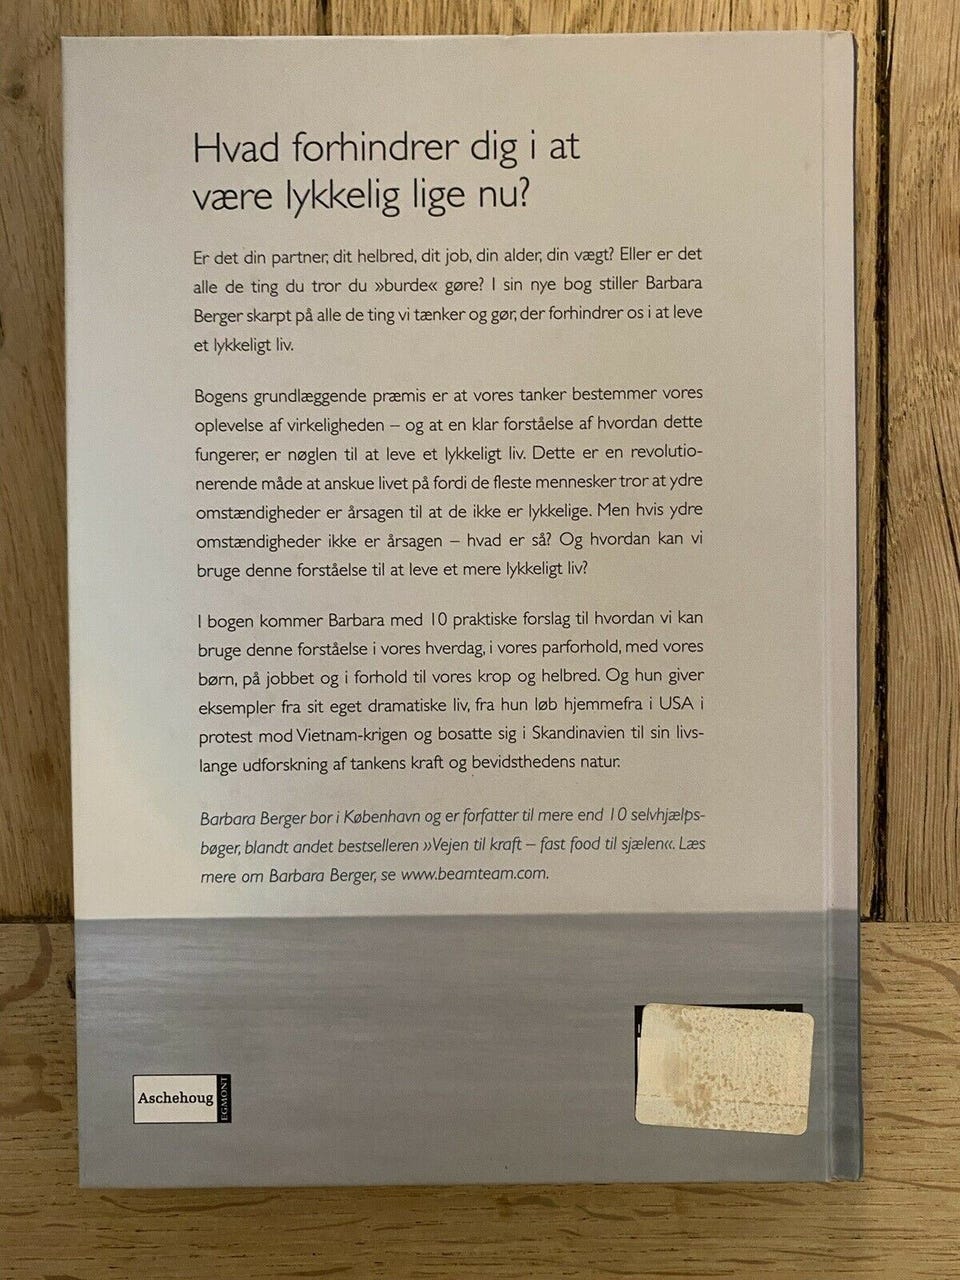 Hvad forhindrer dig i at
være lykkelig lige nu?
Er det din partner, dit helbred, dit job, din alder, din vægt? Eller er det
alle de ting du tror du »burde« gøre? I sin nye bog stiller Barbara
Berger skarpt på alle de ting vi tænker og gør, der forhindrer os i at leve
et lykkeligt liv.
Bogens grundlæggende præmis er at vores tanker bestemmer vores
oplevelse af virkeligheden – og at en klar forståelse af hvordan dette
fungerer, er nøglen til at leve et lykkeligt liv. Dette er en revolutio-
nerende måde at anskue livet på fordi de fleste mennesker tror at ydre
omstændigheder er årsagen til at de ikke er lykkelige. Men hvis ydre
omstændigheder ikke er årsagen – hvad er så? Og hvordan kan vi
bruge denne forståelse til at leve et mere lykkeligt liv?
I bogen kommer Barbara med 10 praktiske forslag til hvordan vi kan
bruge denne forståelse i vores hverdag, i vores parforhold, med vores
børn, på jobbet og i forhold til vores krop og helbred. Og hun giver
eksempler fra sit eget dramatiske liv, fra hun løb hjemmefra i USA i
protest mod Vietnam-krigen og bosatte sig i Skandinavien til sin livs-
lange udforskning af tankens kraft og bevidsthedens natur.
Barbara Berger bor i København og er forfatter til mere end 10 selvhjælps-
bøger, blandt andet bestselleren »Vejen til kraft – fast food til sjælen«. Læs
mere om Barbara Berger, se www.beamteam.com.
Aschehoug
EGMONT